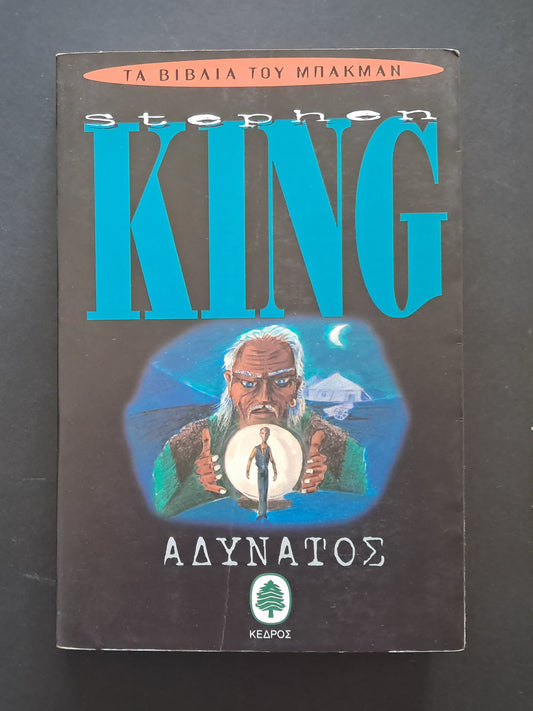 ΤΑ ΒΙΒΛΙΑ ΤΟΥ ΜΠΑΚΜΑΝ
stephen
KING
ΑΔΥΝΑΤΟΣ
ΚΕΔΡΟΣ